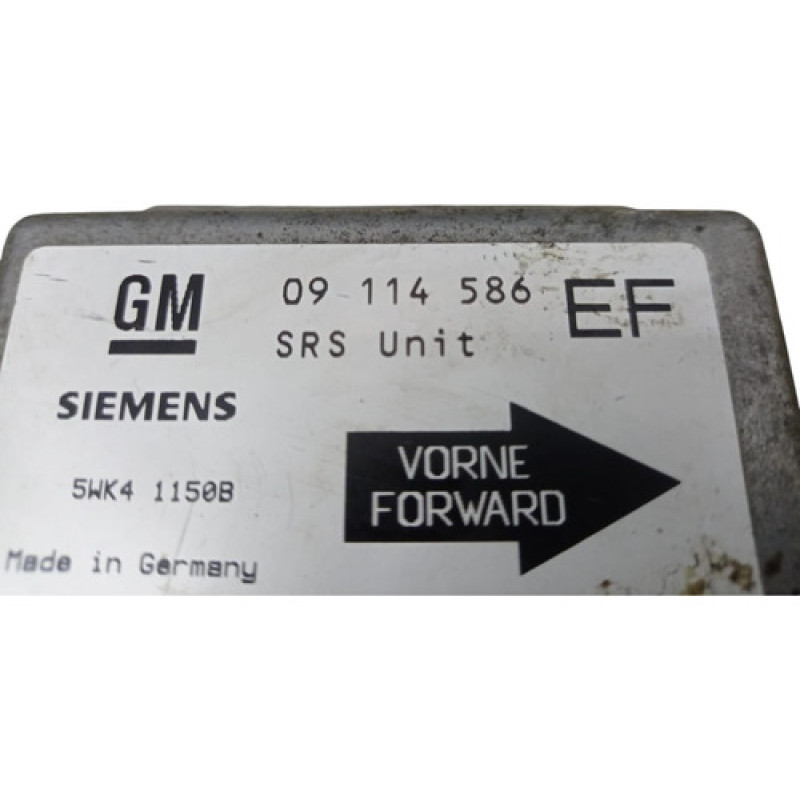 GM
09 114 586 EF
SRS Unit
SIEMENS
5WK4 1150B
VORNE
FORWARD
Made in Germany